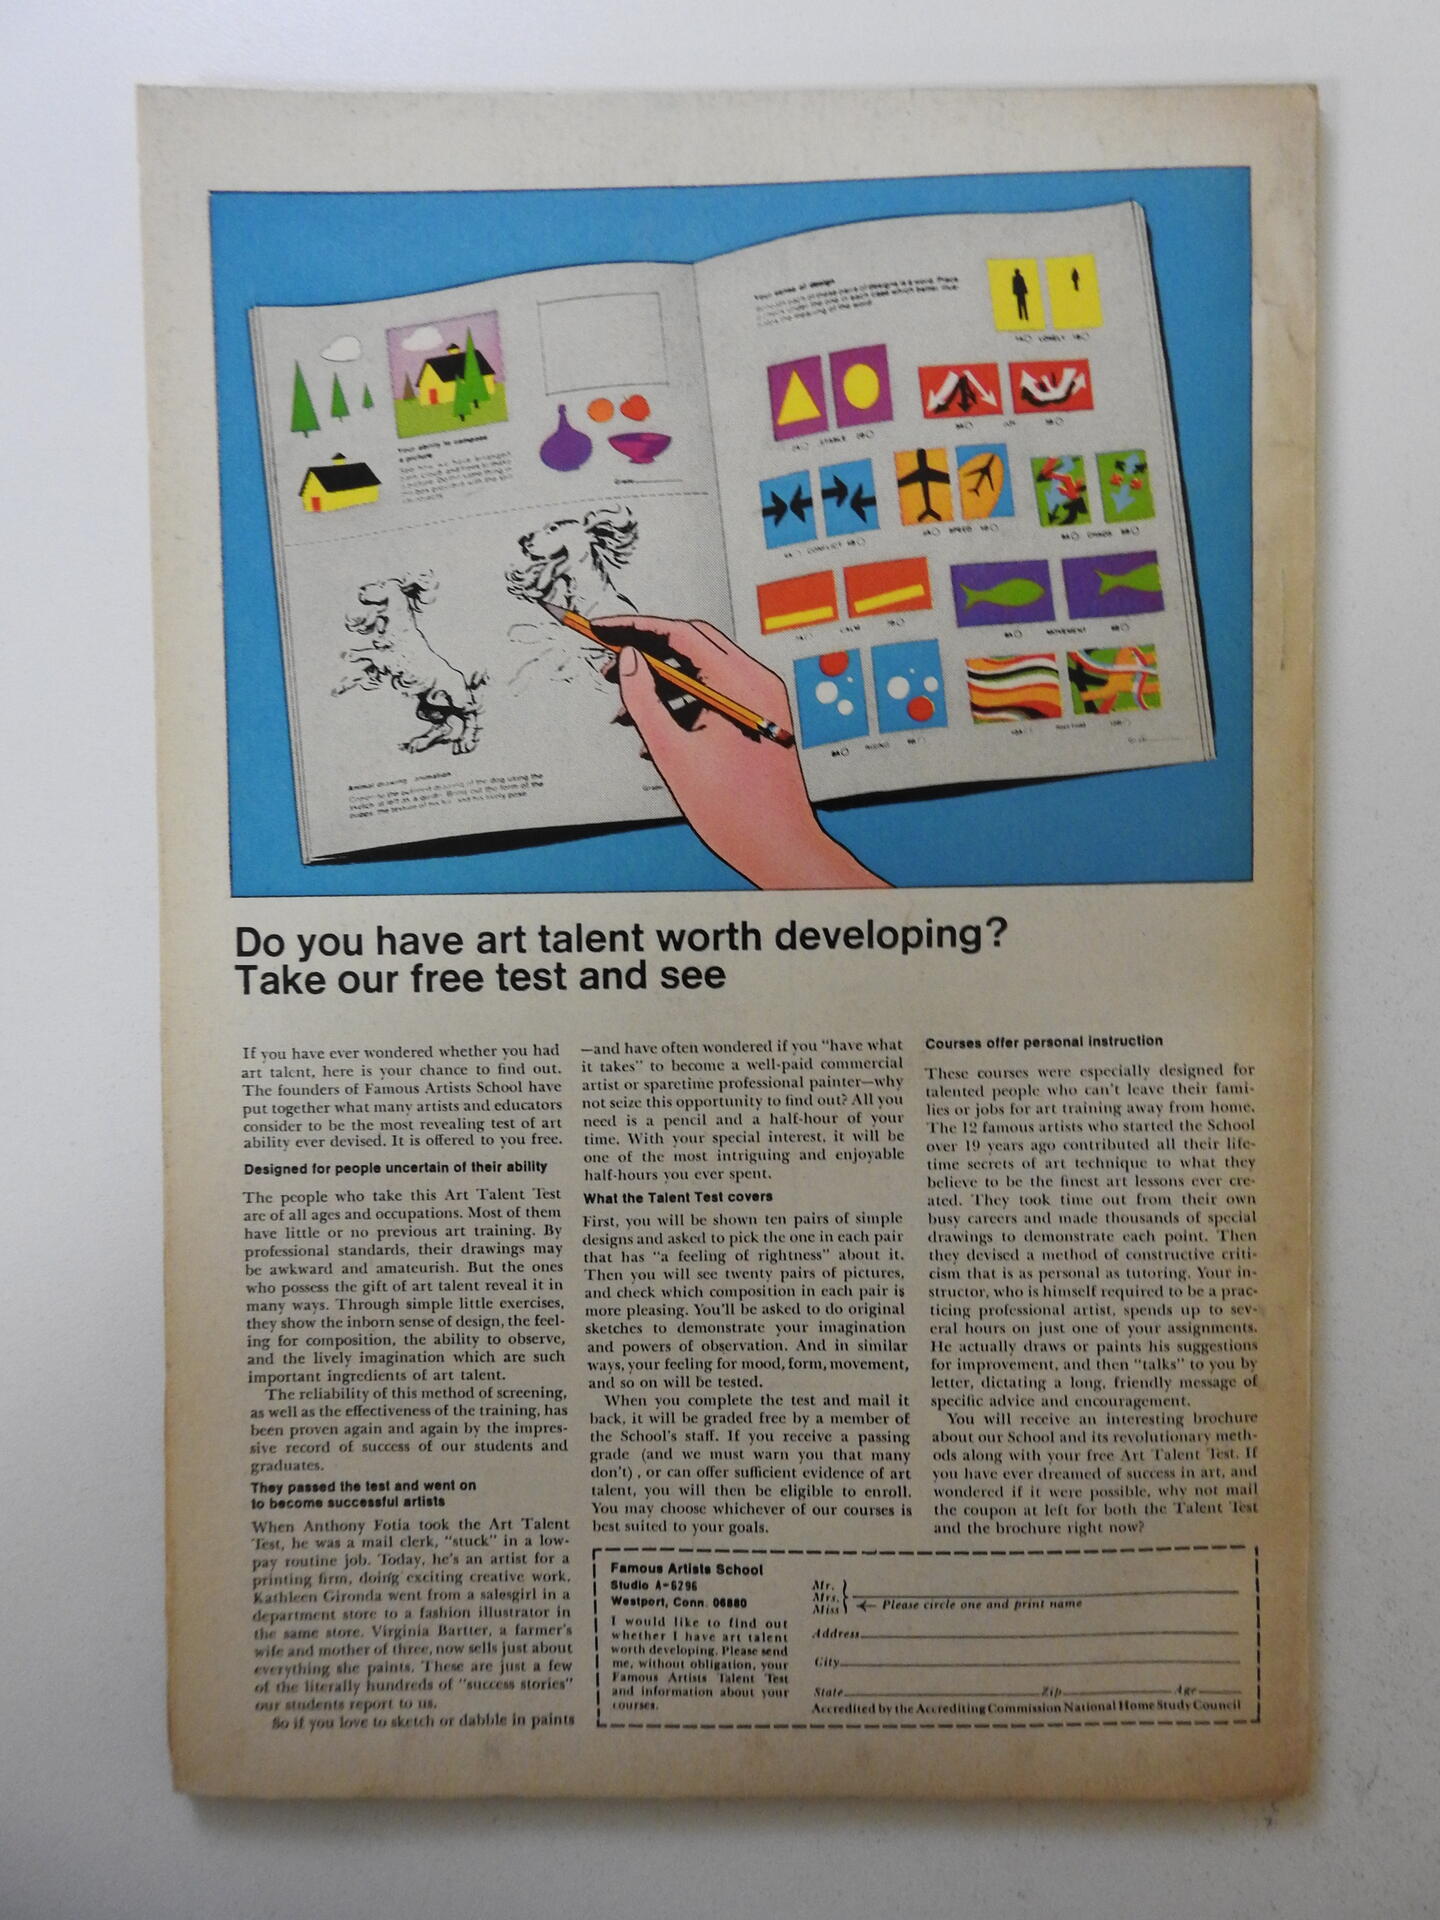 Your sense of design
LONELY
STABLE
JOY
CONFLICT
SPEED
CHAOS
CALM
MOVEMENT
Your ability to compose
a picture
Animal drawing animation
Do you have art talent worth developing?
Take our free test and see
If you have ever wondered whether you had
art talent, here is your chance to find out.
The founders of Famous Artists School have
put together what many artists and educators
consider to be the most revealing test of art
ability ever devised. It is offered to you free.
Designed for people uncertain of their ability
The people who take this Art Talent Test
are of all ages and occupations. Most of them
have little or no previous art training. By
professional standards, their drawings may
be awkward and amateurish. But the ones
who possess the gift of art talent reveal it in
many ways. Through simple little exercises,
they show the inborn sense of design, the feel-
ing for composition, the ability to observe,
and the lively imagination which are such
important ingredients of art talent.
The reliability of this method of screening,
as well as the effectiveness of the training, has
been proven again and again by the impres-
sive record of success of our students and
graduates.
They passed the test and went on
to become successful artists
When Anthony Fotia took the Art Talent
Test, he was a mail clerk, "stuck" in a low-
pay routine job. Today, he's an artist for a
printing firm, doing exciting creative work.
Kathleen Gironda went from a salesgirl in a
department store to a fashion illustrator in
the same store. Virginia Bartter, a farmer's
wife and mother of three, now sells just about
everything she paints. These are just a few
of the literally hundreds of "success stories"
our students report to us.
So if you love to sketch or dabble in paints
—and have often wondered if you "have what
it takes" to become a well-paid commercial
artist or sparetime professional painter—why
not seize this opportunity to find out? All you
need is a pencil and a half-hour of your
time. With your special interest, it will be
one of the most intriguing and enjoyable
half-hours you ever spent.
What the Talent Test covers
First, you will be shown ten pairs of simple
designs and asked to pick the one in each pair
that has "a feeling of rightness" about it.
Then you will see twenty pairs of pictures,
and check which composition in each pair is
more pleasing. You'll be asked to do original
sketches to demonstrate your imagination
and powers of observation. And in similar
ways, your feeling for mood, form, movement,
and so on will be tested.
When you complete the test and mail it
back, it will be graded free by a member of
the School's staff. If you receive a passing
grade (and we must warn you that many
don't) , or can offer sufficient evidence of art
talent, you will then be eligible to enroll.
You may choose whichever of our courses is
best suited to your goals.
Courses offer personal instruction
These courses were especially designed for
talented people who can't leave their fami-
lies or jobs for art training away from home.
The 12 famous artists who started the School
over 19 years ago contributed all their life-
time secrets of art technique to what they
believe to be the finest art lessons ever cre-
ated. They took time out from their own
busy careers and made thousands of special
drawings to demonstrate each point. Then
they devised a method of constructive criti-
cism that is as personal as tutoring. Your in-
structor, who is himself required to be a prac-
ticing professional artist, spends up to sev-
eral hours on just one of your assignments.
He actually draws or paints his suggestions
for improvement, and then "talks" to you by
letter, dictating a long, friendly message of
specific advice and encouragement.
You will receive an interesting brochure
about our School and its revolutionary meth-
ods along with your free Art Talent Test. If
you have ever dreamed of success in art, and
wondered if it were possible, why not mail
the coupon at left for both the Talent Test
and the brochure right now?
Famous Artists School
Studio A-6296
Westport, Conn. 06880
I would like to find out
whether I have art talent
worth developing. Please send
me, without obligation, your
Famous Artists Talent Test
and information about your
courses.
Mr.
Mrs.
Miss
Please circle one and print name
Address
City
State Zip Age
Accredited by the Accrediting Commission National Home Study Council